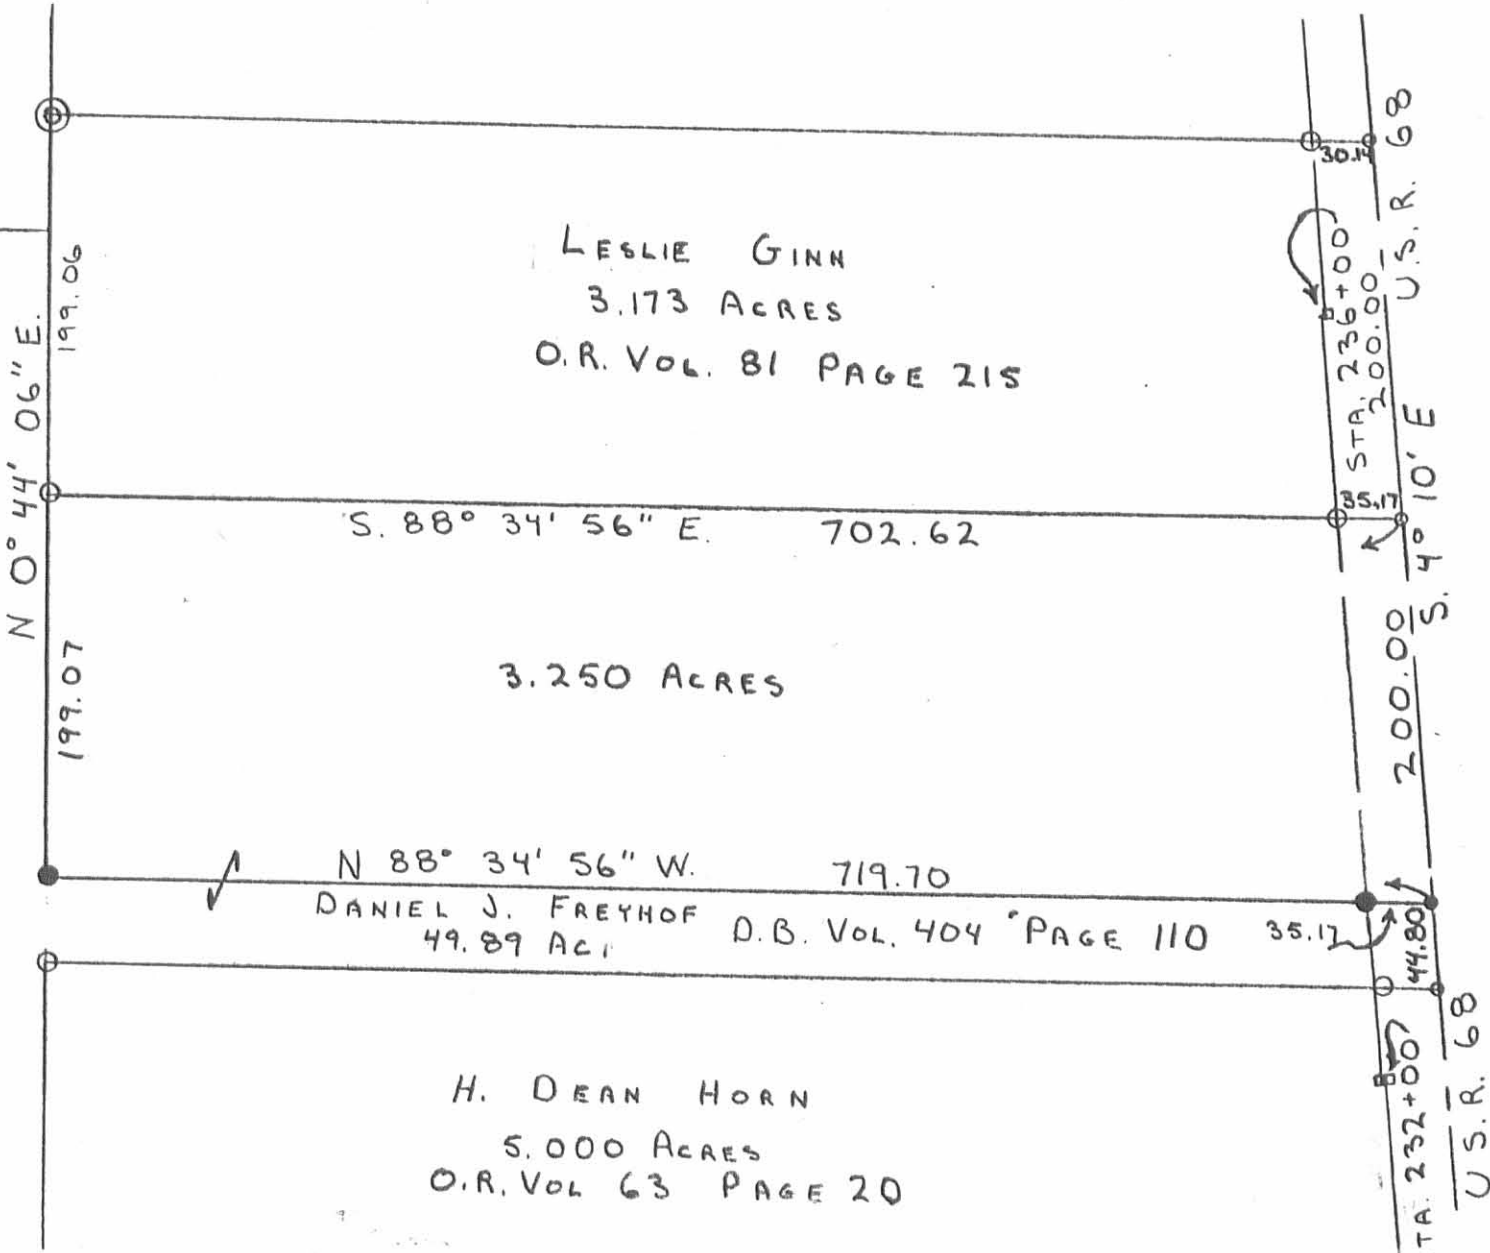 30.14
U.S.R. 68
LESLIE GINN
3.173 ACRES
O.R. VOL. 81 PAGE 215
199.06
N 0° 44' 06" E.
STA. 236+00
200.00
S. 4° 10' E
35.17
S. 88° 34' 56" E. 702.62
3.250 ACRES
199.07
200.00
N 88° 34' 56" W. 719.70
DANIEL J. FREYHOF D.B. VOL. 404 PAGE 110
49.89 AC.
35.17
44.80
H. DEAN HORN
5.000 ACRES
O.R. VOL 63 PAGE 20
TA. 232+00
U.S.R. 68